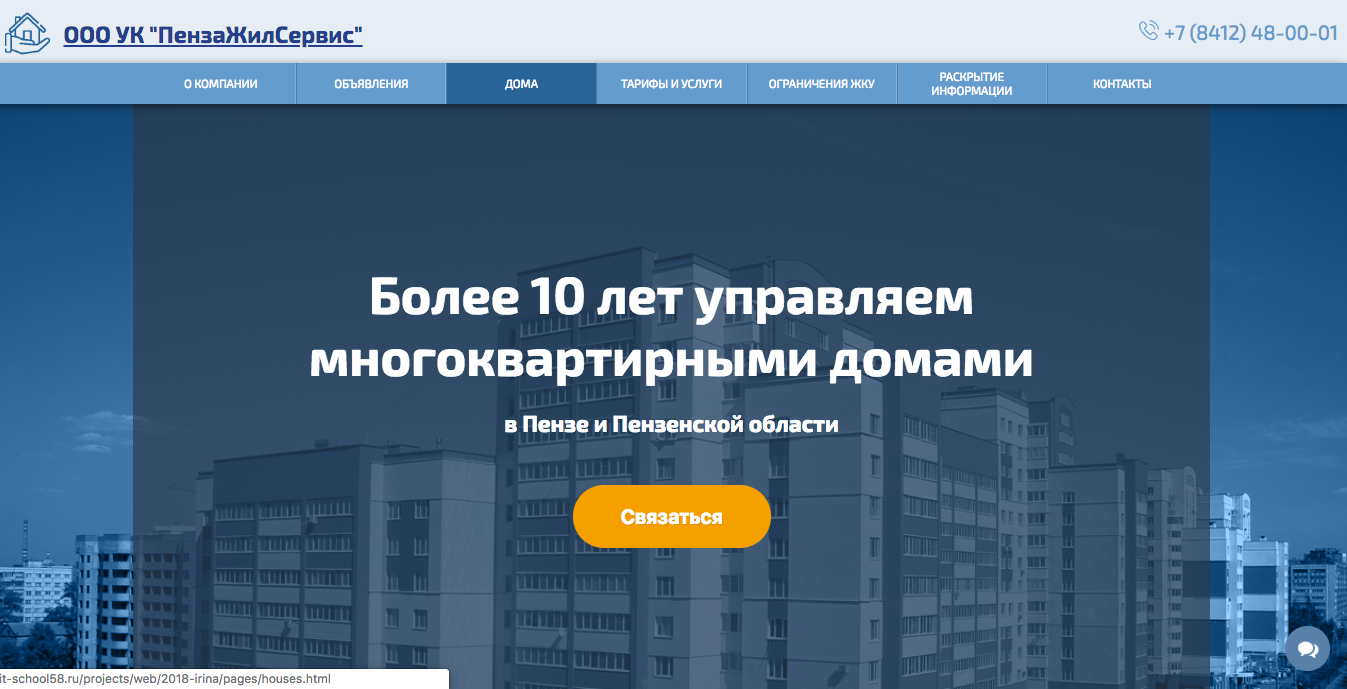 ООО УК "ПензаЖилСервис"
+7 (8412) 48-00-01
О КОМПАНИИ
ОБЪЯВЛЕНИЯ
ДОМА
ТАРИФЫ И УСЛУГИ
ОГРАНИЧЕНИЯ ЖКУ
РАСКРЫТИЕ
ИНФОРМАЦИИ
КОНТАКТЫ
Более 10 лет управляем
многоквартирными домами
в Пензе и Пензенской области
Связаться
it-school58.ru/projects/web/2018-irina/pages/houses.html